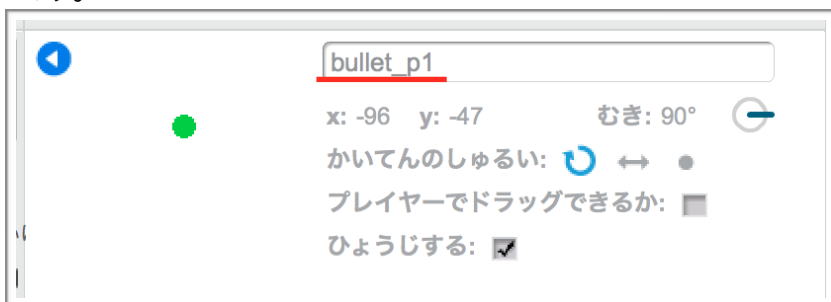 bullet_p1
x: -96 y: -47 むき: 90°
かいてんのしゅるい:
プレイヤーでドラッグできるか:
ひょうじする: